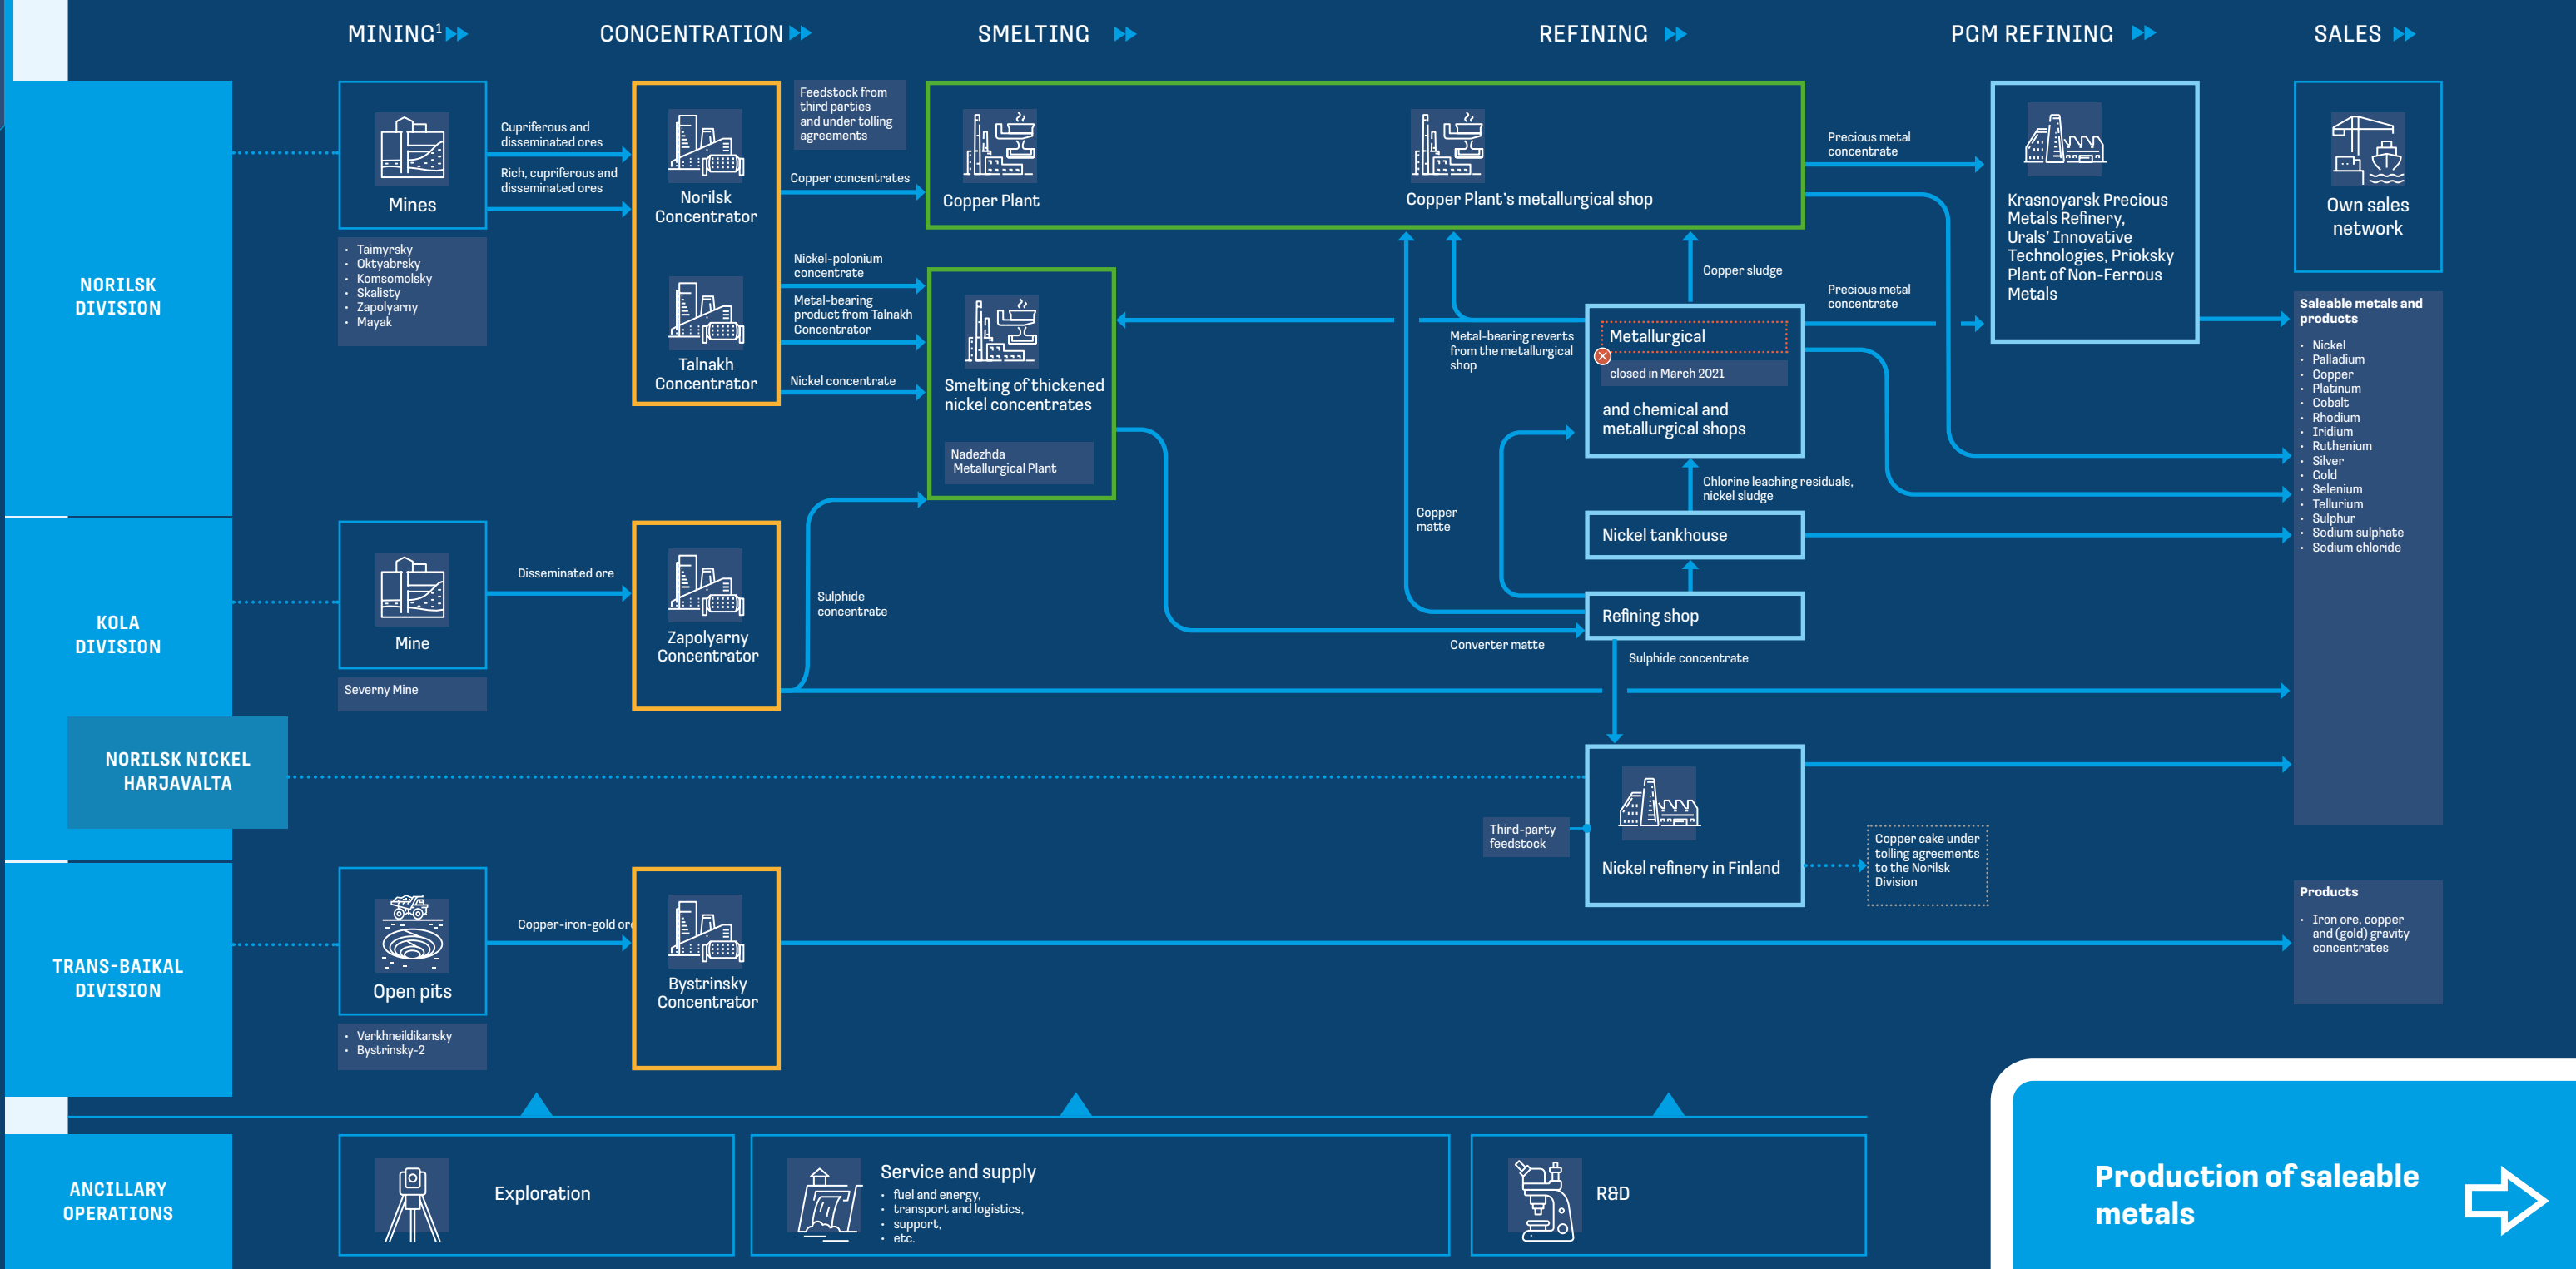 MINING¹
CONCENTRATION
SMELTING
REFINING
PGM REFINING
SALES
NORILSK
DIVISION
Mines
• Taimyrsky
• Oktyabrsky
• Komsomolsky
• Skalisty
• Zapolyarny
• Mayak
Cupriferous and
disseminated ores
Rich, cupriferous and
disseminated ores
Norilsk
Concentrator
Talnakh
Concentrator
Feedstock from
third parties
and under tolling
agreements
Copper concentrates
Nickel-polonium
concentrate
Metal-bearing
product from Talnakh
Concentrator
Nickel concentrate
Copper Plant
Copper Plant's metallurgical shop
Smelting of thickened
nickel concentrates
Nadezhda
Metallurgical Plant
Copper sludge
Metal-bearing reverts
from the metallurgical
shop
Metallurgical
closed in March 2021
and chemical and
metallurgical shops
Precious metal
concentrate
Precious metal
concentrate
Krasnoyarsk Precious
Metals Refinery,
Urals' Innovative
Technologies, Prioksky
Plant of Non-Ferrous
Metals
Own sales
network
Saleable metals and
products
• Nickel
• Palladium
• Copper
• Platinum
• Cobalt
• Rhodium
• Iridium
• Ruthenium
• Silver
• Gold
• Selenium
• Tellurium
• Sulphur
• Sodium sulphate
• Sodium chloride
KOLA
DIVISION
Mine
Severny Mine
Disseminated ore
Zapolyarny
Concentrator
Sulphide
concentrate
Copper
matte
Chlorine leaching residuals,
nickel sludge
Nickel tankhouse
Refining shop
Converter matte
Sulphide concentrate
NORILSK NICKEL
HARJAVALTA
Third-party
feedstock
Nickel refinery in Finland
Copper cake under
tolling agreements
to the Norilsk
Division
TRANS-BAIKAL
DIVISION
Open pits
• Verkhneildikansky
• Bystrinsky-2
Copper-iron-gold ore
Bystrinsky
Concentrator
Products
• Iron ore, copper
and (gold) gravity
concentrates
ANCILLARY
OPERATIONS
Exploration
Service and supply
• fuel and energy,
• transport and logistics,
• support,
• etc.
R&D
Production of saleable
metals